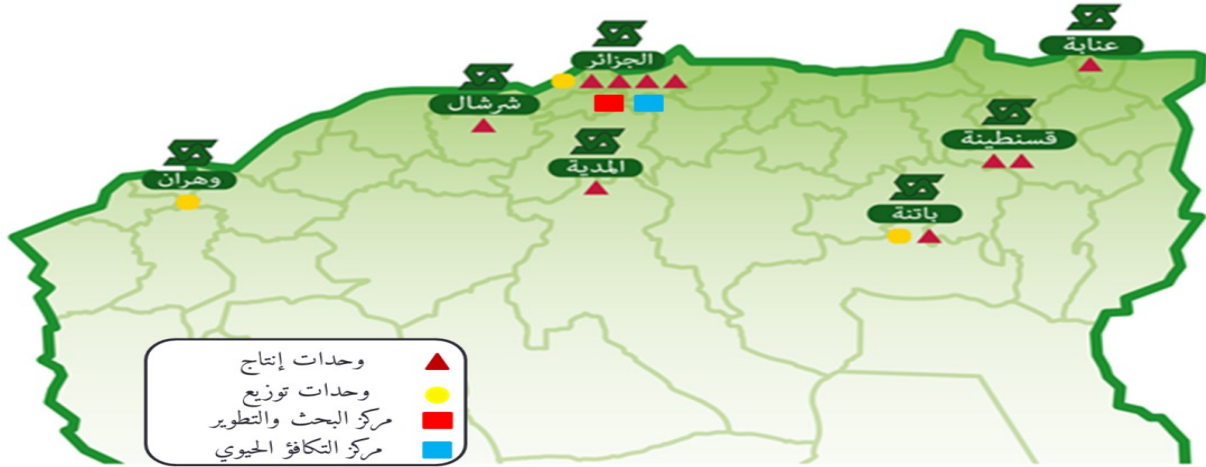 عنابة
الجزائر
شرشال
قسنطينة
المدية
وهران
باتنة
وحدات إنتاج
وحدات توزيع
مركز البحث والتطوير
مركز التكافؤ الحيوي